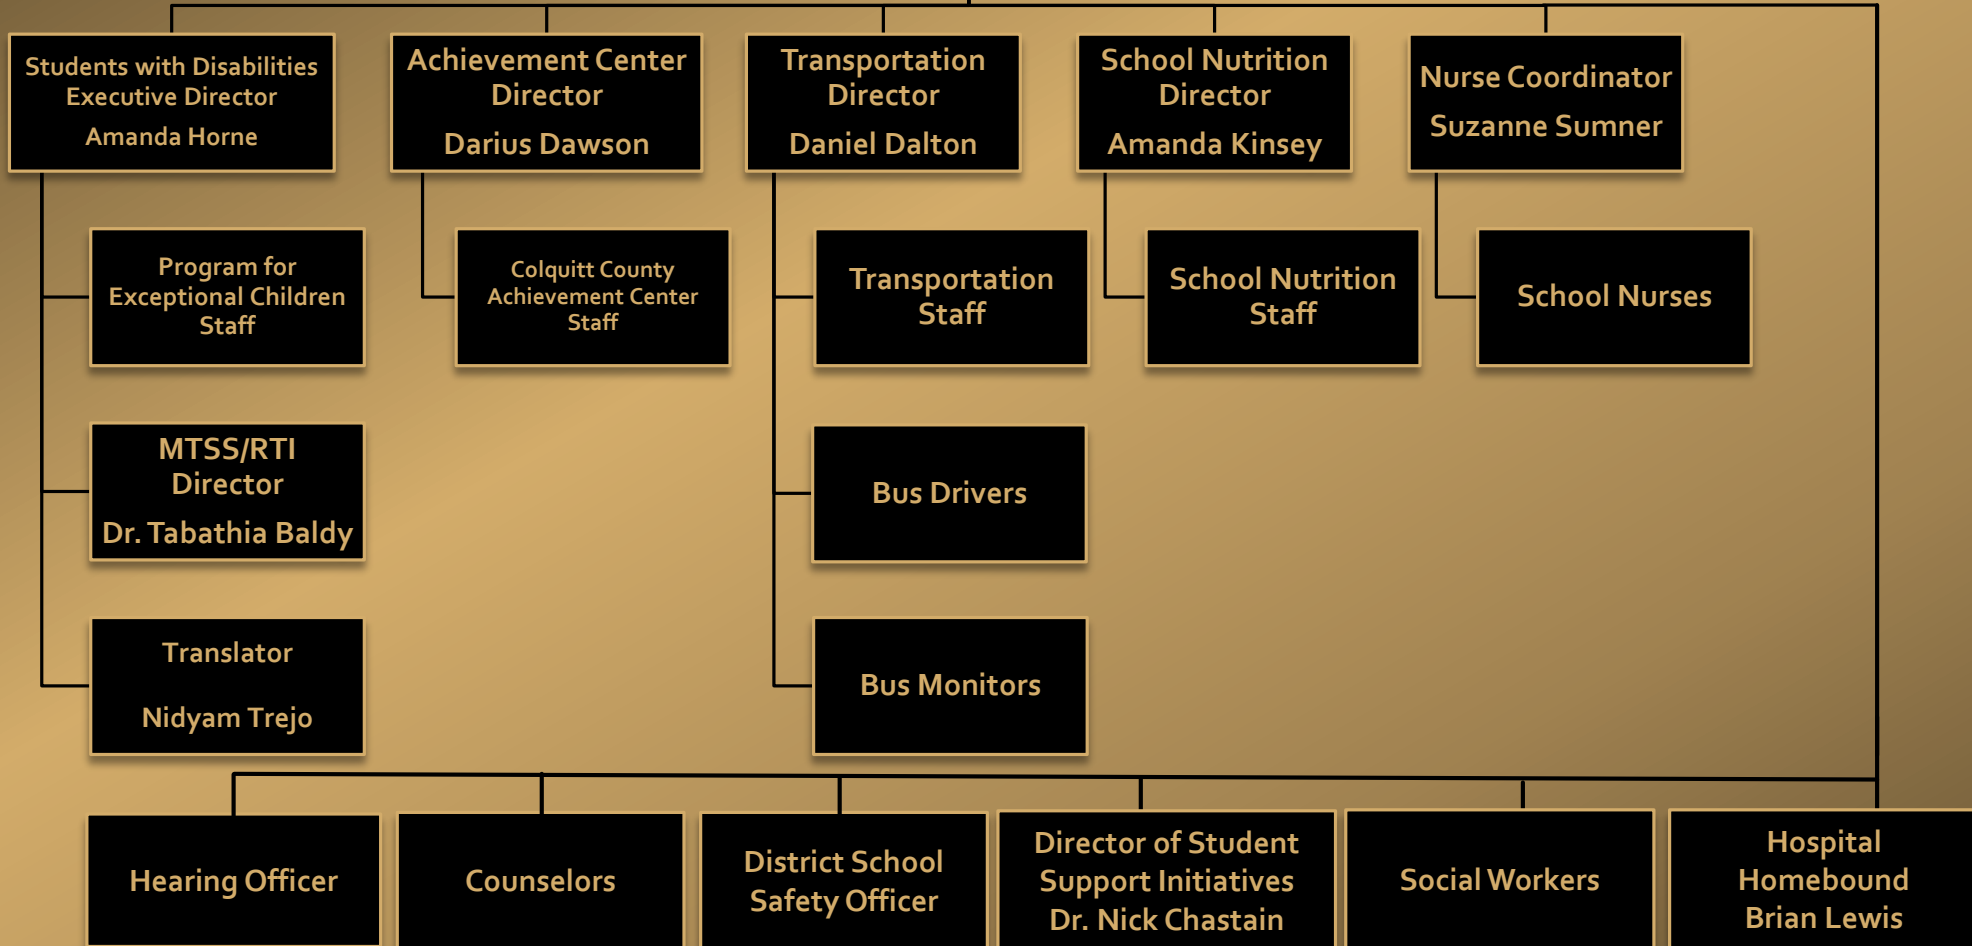 Students with Disabilities
Executive Director
Amanda Horne
Achievement Center
Director
Darius Dawson
Transportation
Director
Daniel Dalton
School Nutrition
Director
Amanda Kinsey
Nurse Coordinator
Suzanne Sumner
Program for
Exceptional Children
Staff
Colquitt County
Achievement Center
Staff
Transportation
Staff
School Nutrition
Staff
School Nurses
MTSS/RTI
Director
Dr. Tabathia Baldy
Bus Drivers
Translator
Nidyam Trejo
Bus Monitors
Hearing Officer
Counselors
District School
Safety Officer
Director of Student
Support Initiatives
Dr. Nick Chastain
Social Workers
Hospital
Homebound
Brian Lewis